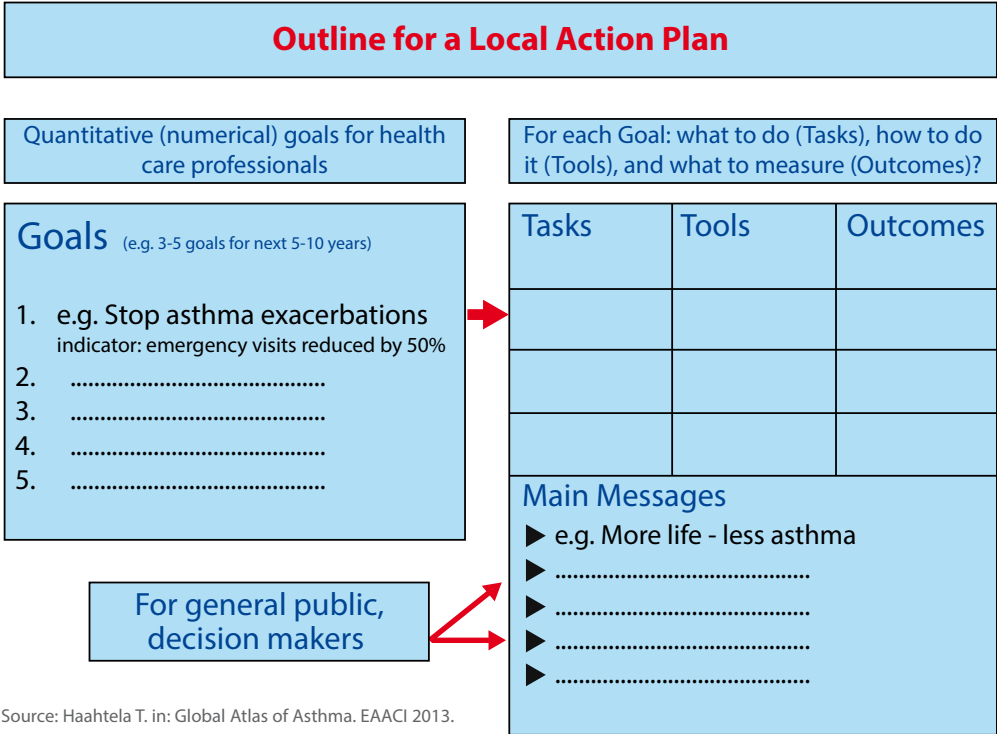 Outline for a Local Action Plan
Quantitative (numerical) goals for health
care professionals
For each Goal: what to do (Tasks), how to do
it (Tools), and what to measure (Outcomes)?
Goals (e.g. 3-5 goals for next 5-10 years)
1. e.g. Stop asthma exacerbations
indicator: emergency visits reduced by 50%
2. ........................................
3. ........................................
4. ........................................
5. ........................................
Tasks Tools Outcomes
Main Messages
▶ e.g. More life - less asthma
▶ ........................................
▶ ........................................
▶ ........................................
▶ ........................................
For general public,
decision makers
Source: Haahtela T. in: Global Atlas of Asthma. EAACI 2013.